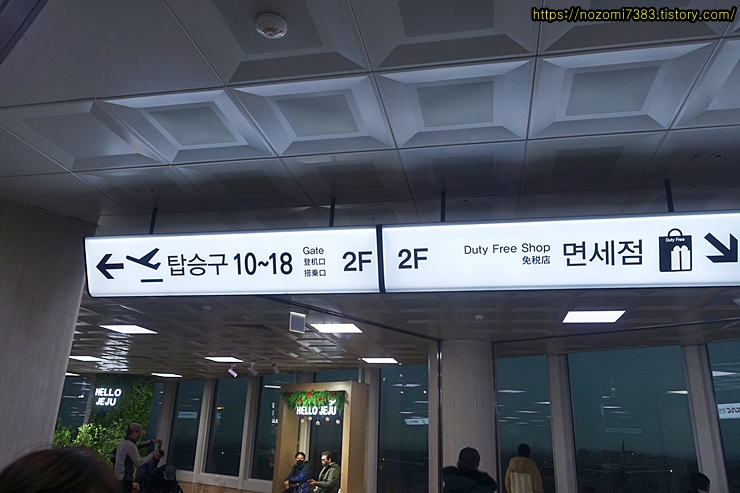 https://nozomi7383.tistory.com/
탑승구 10~18
Gate
登机口
搭乗口
2F
2F
Duty Free Shop
免税店
면세점
Duty Free
HELLO
JEJU
HELLO JEJU